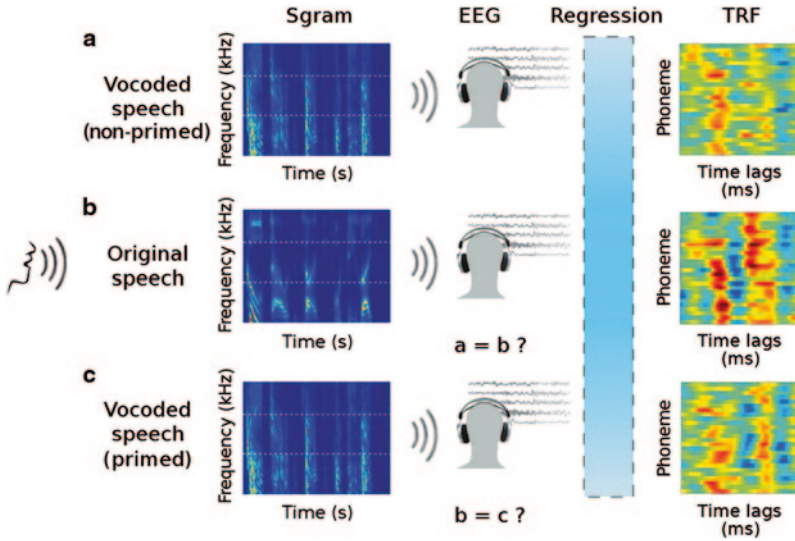 Sgram EEG Regression TRF
a
Vocoded
speech
(non-primed)
Frequency (kHz)
Time (s)
Phoneme
Time lags
(ms)
b
Original
speech
Frequency (kHz)
Time (s)
a = b ?
Phoneme
Time lags
(ms)
c
Vocoded
speech
(primed)
Frequency (kHz)
Time (s)
b = c ?
Phoneme
Time lags
(ms)